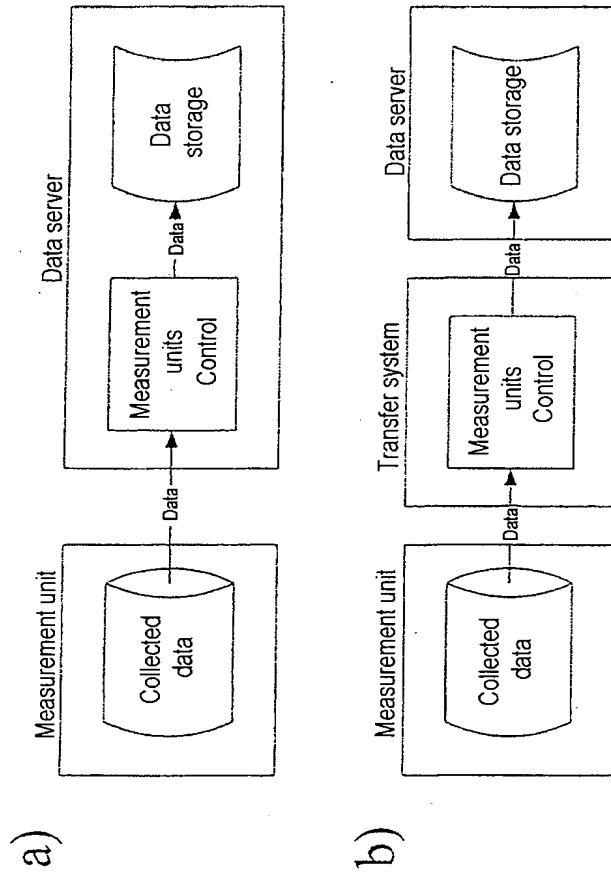 a)
Measurement unit
Collected
data
Data
Data server
Measurement
units
Control
Data
Data
storage
b)
Measurement unit
Collected
data
Data
Transfer system
Measurement
units
Control
Data
Data server
Data storage